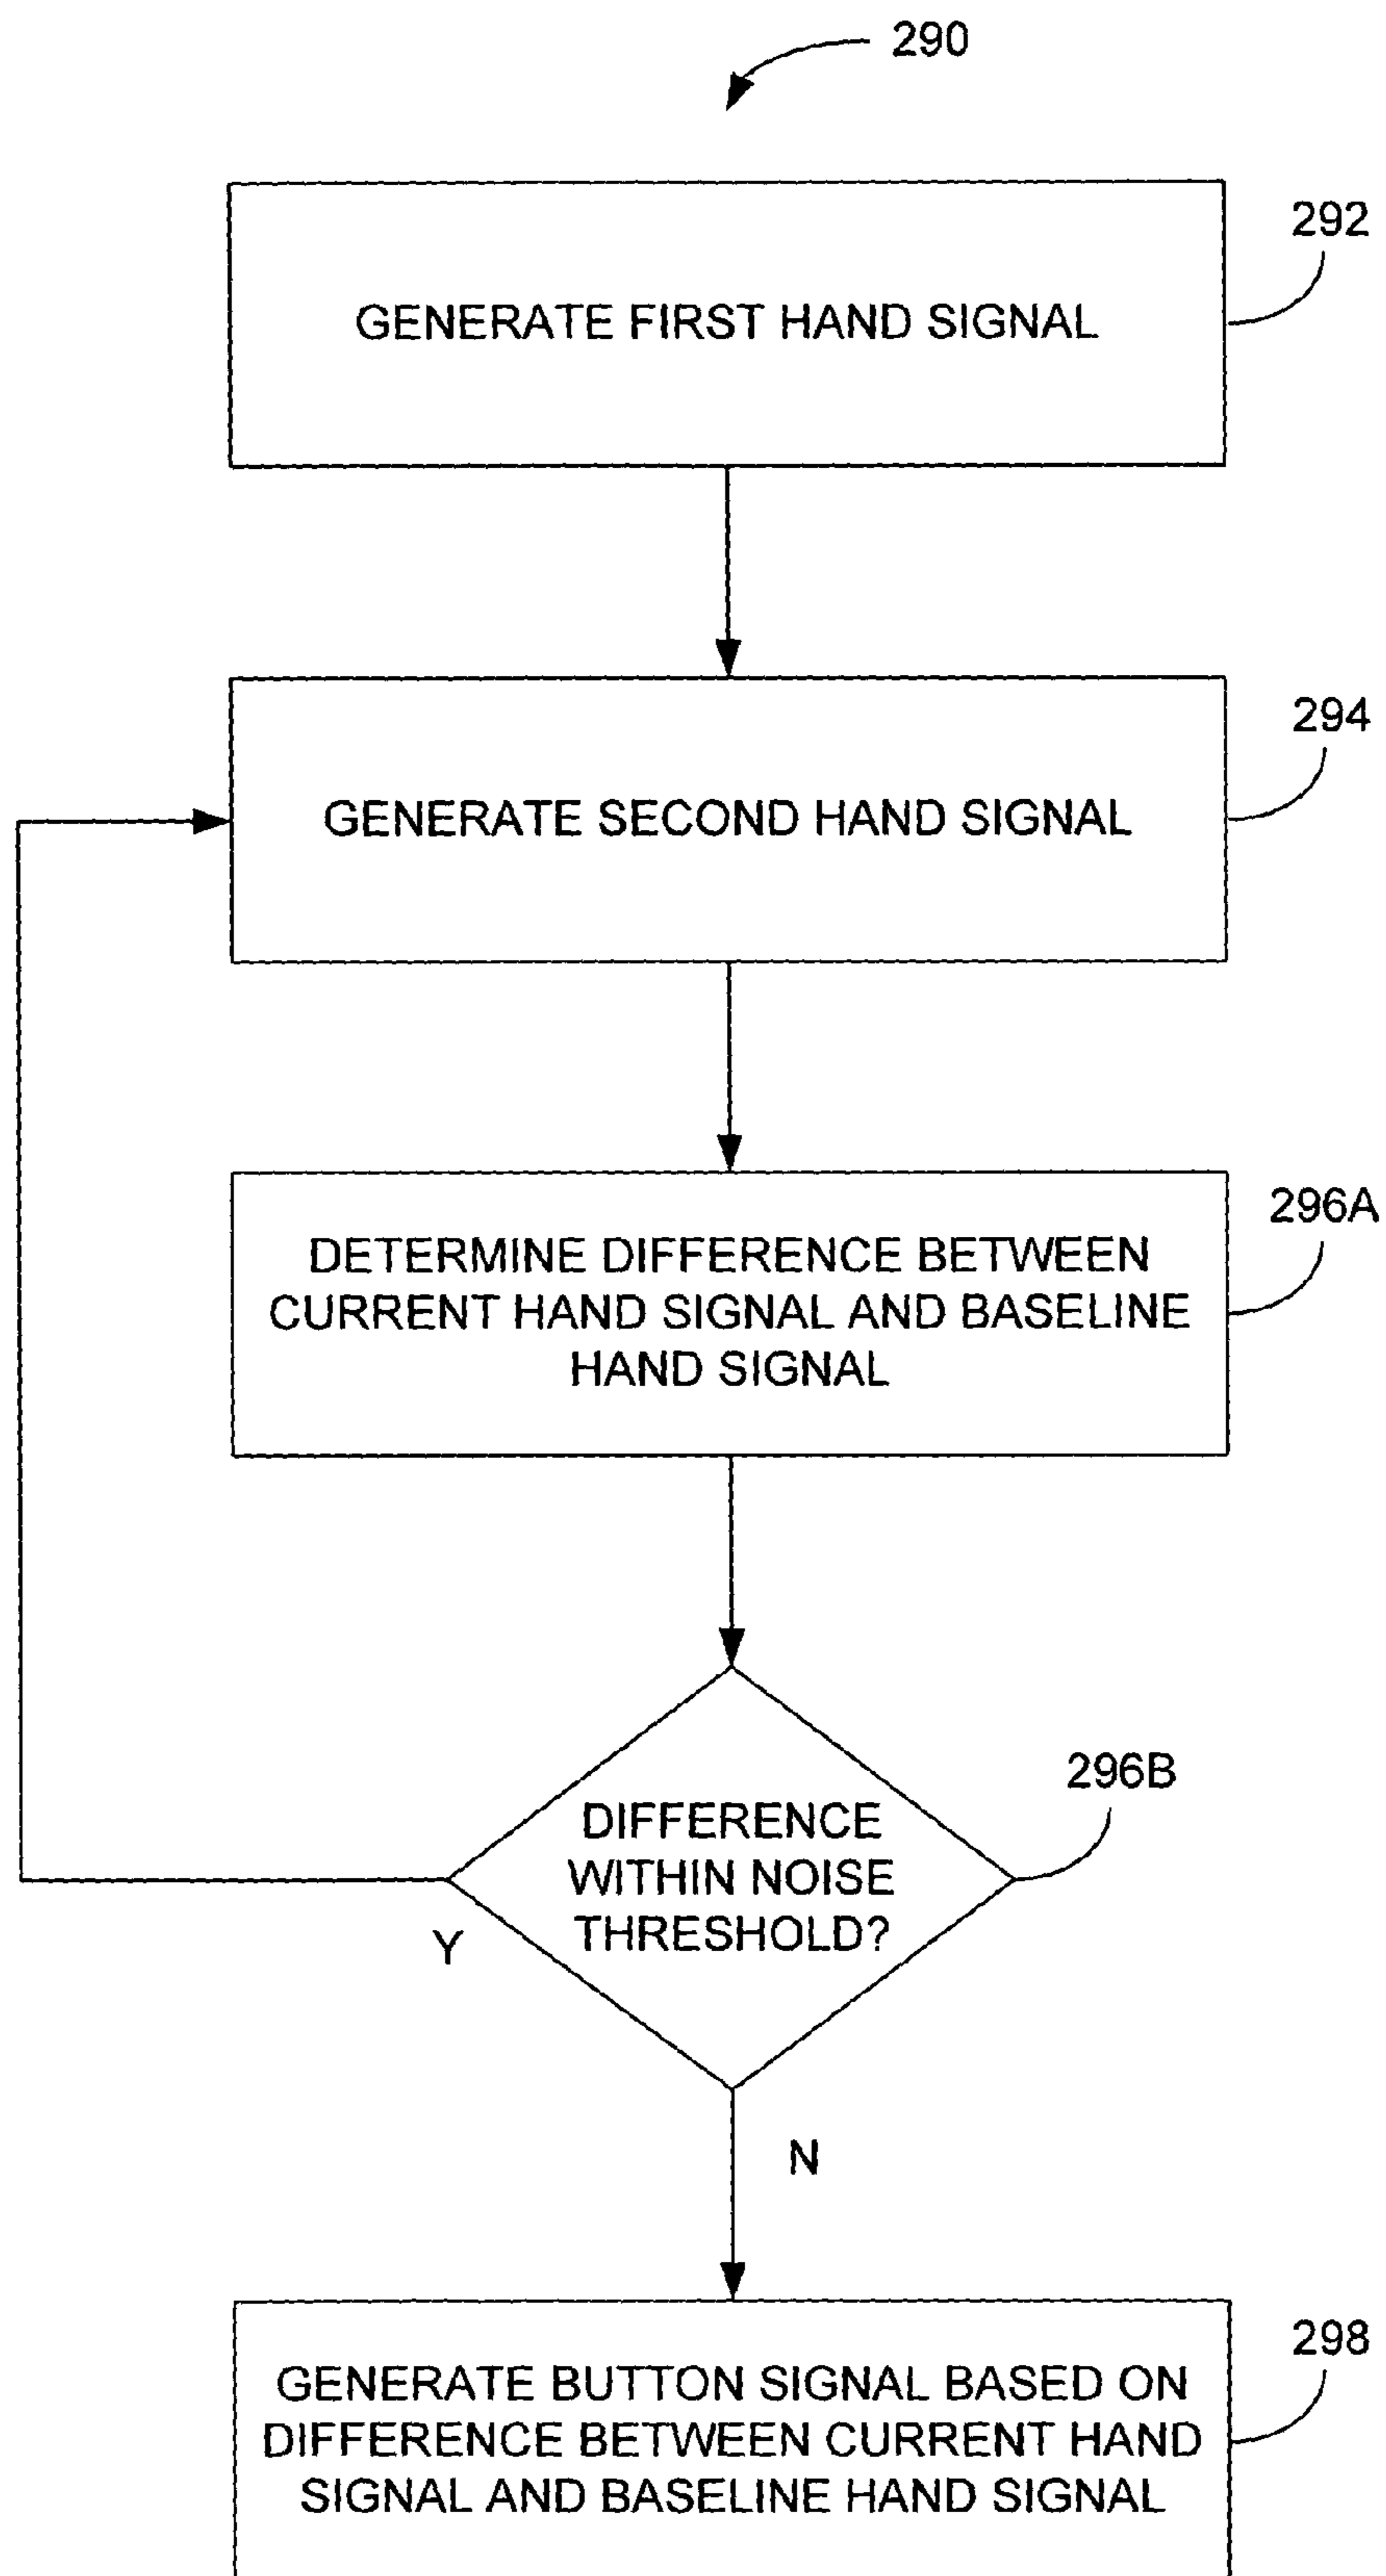 290
292
GENERATE FIRST HAND SIGNAL
294
GENERATE SECOND HAND SIGNAL
296A
DETERMINE DIFFERENCE BETWEEN
CURRENT HAND SIGNAL AND BASELINE
HAND SIGNAL
296B
DIFFERENCE
WITHIN NOISE
THRESHOLD?
Y
N
298
GENERATE BUTTON SIGNAL BASED ON
DIFFERENCE BETWEEN CURRENT HAND
SIGNAL AND BASELINE HAND SIGNAL